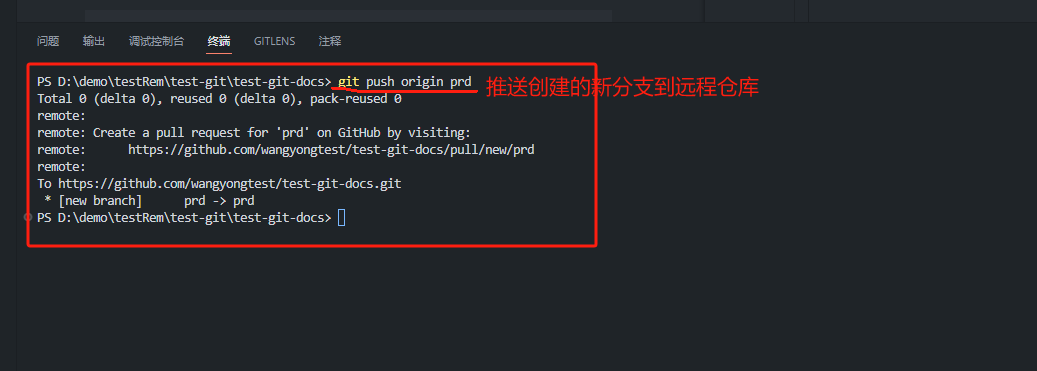 问题 输出 调试控制台 终端 GITLENS 注释
PS D:\demo\testRem\test-git\test-git-docs> git push origin prd 推送创建的新分支到远程仓库
Total 0 (delta 0), reused 0 (delta 0), pack-reused 0
remote:
remote: Create a pull request for 'prd' on GitHub by visiting:
remote:      https://github.com/wangyongtest/test-git-docs/pull/new/prd
remote:
To https://github.com/wangyongtest/test-git-docs.git
 * [new branch]      prd -> prd
PS D:\demo\testRem\test-git\test-git-docs>